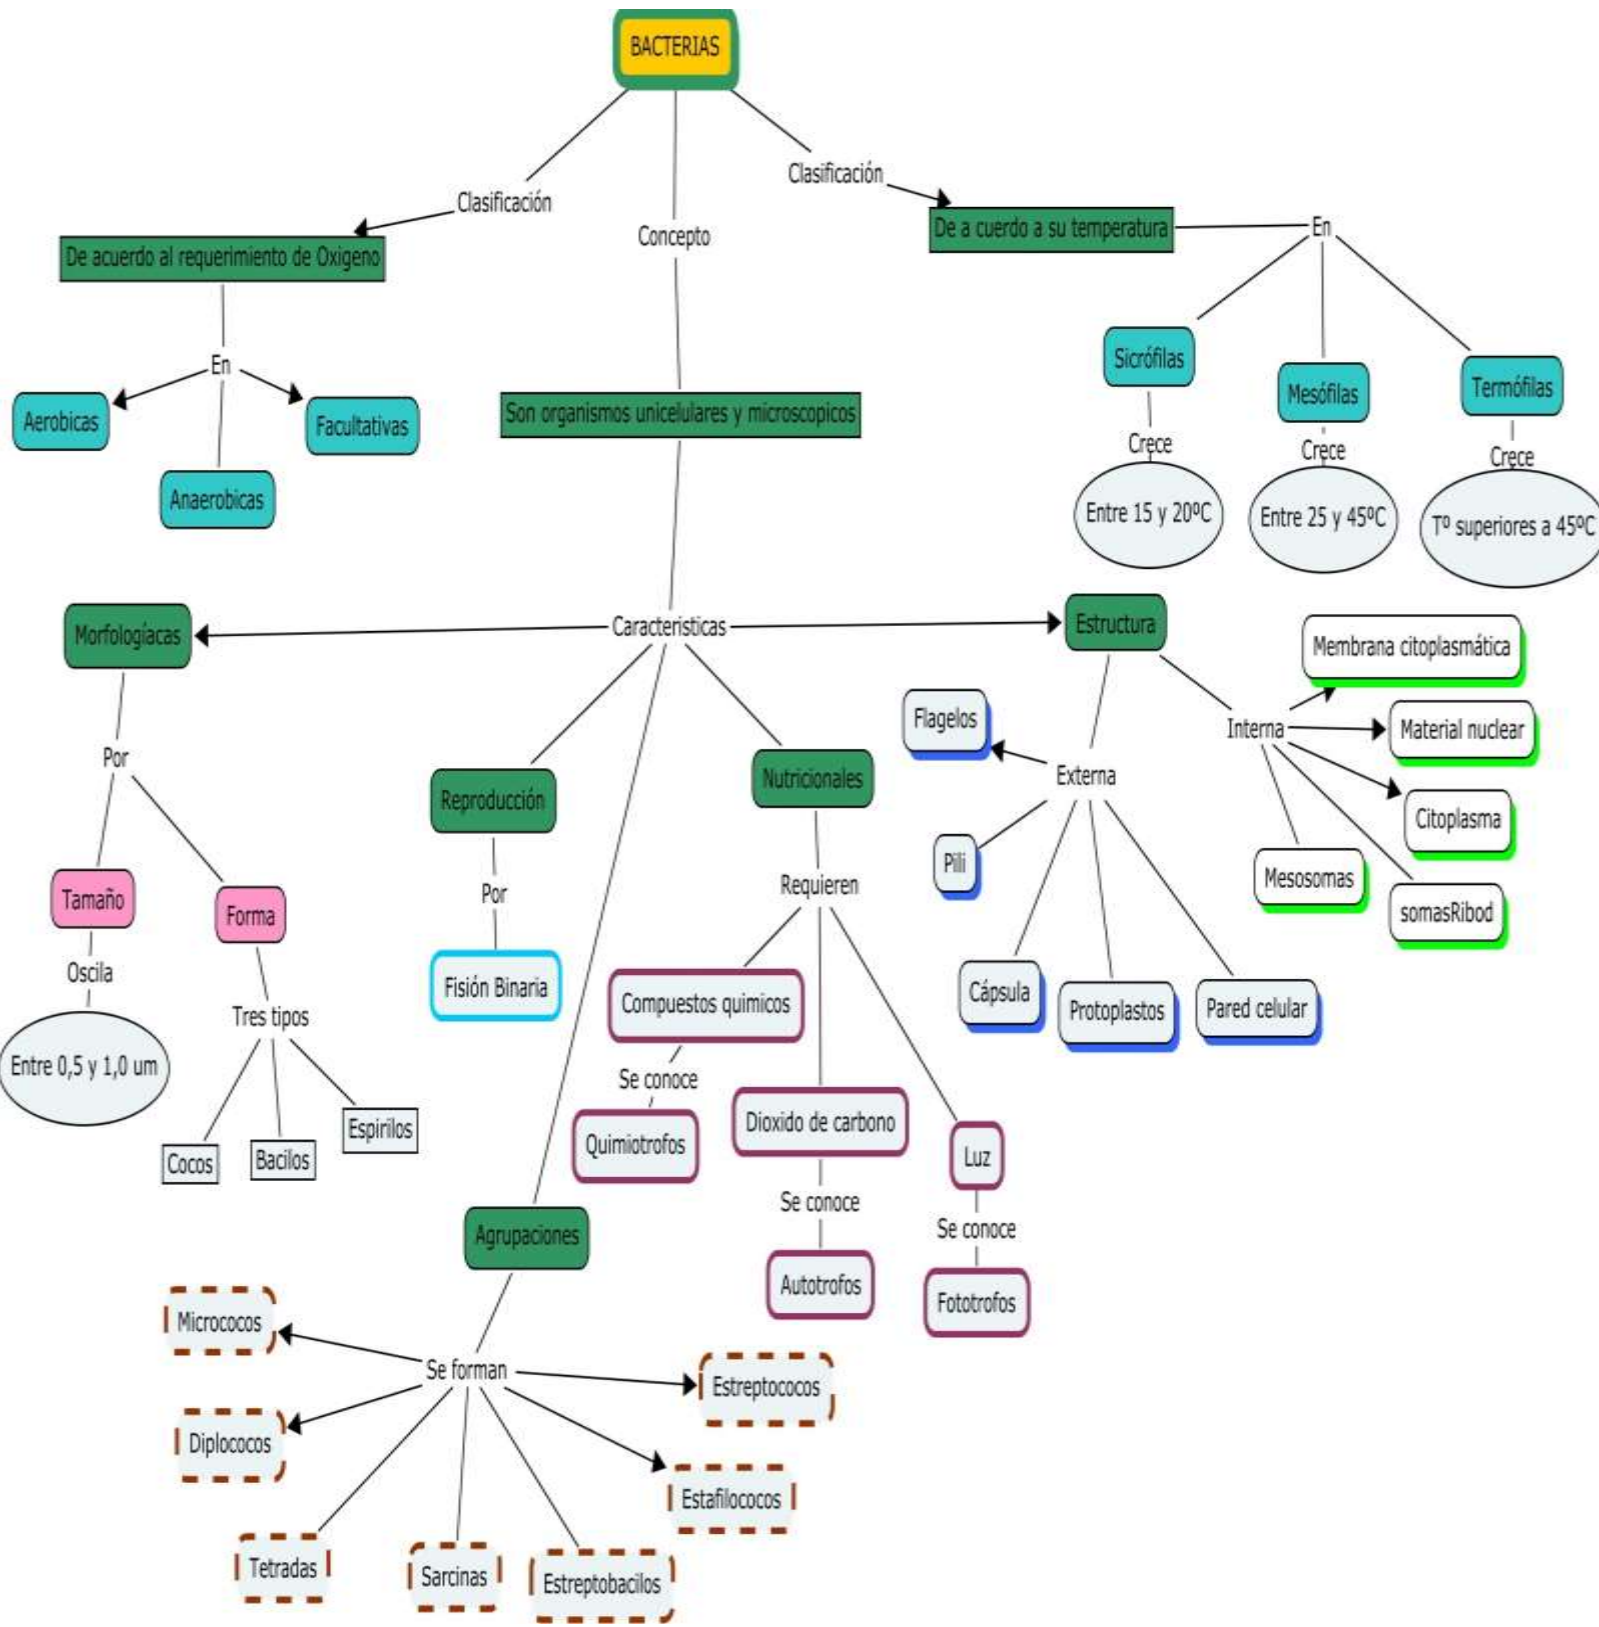 BACTERIAS
Clasificación
Clasificación
Concepto
De acuerdo al requerimiento de Oxigeno
De a cuerdo a su temperatura
En
En
Aerobicas
Facultativas
Anaerobicas
Son organismos unicelulares y microscopicos
Sicrófilas
Mesófilas
Termófilas
Crece
Crece
Crece
Entre 15 y 20ºC
Entre 25 y 45ºC
Tº superiores a 45ºC
Caracteristicas
Morfologíacas
Por
Tamaño
Forma
Oscila
Entre 0,5 y 1,0 um
Tres tipos
Cocos
Bacilos
Espirilos
Reproducción
Por
Fisión Binaria
Nutricionales
Requieren
Compuestos quimicos
Se conoce
Quimiotrofos
Dioxido de carbono
Se conoce
Autotrofos
Luz
Se conoce
Fototrofos
Estructura
Externa
Flagelos
Pili
Cápsula
Protoplastos
Pared celular
Interna
Membrana citoplasmática
Material nuclear
Citoplasma
somasRibod
Mesosomas
Agrupaciones
Se forman
Micrococos
Diplococos
Tetradas
Sarcinas
Estreptobacilos
Estafilococos
Estreptococos